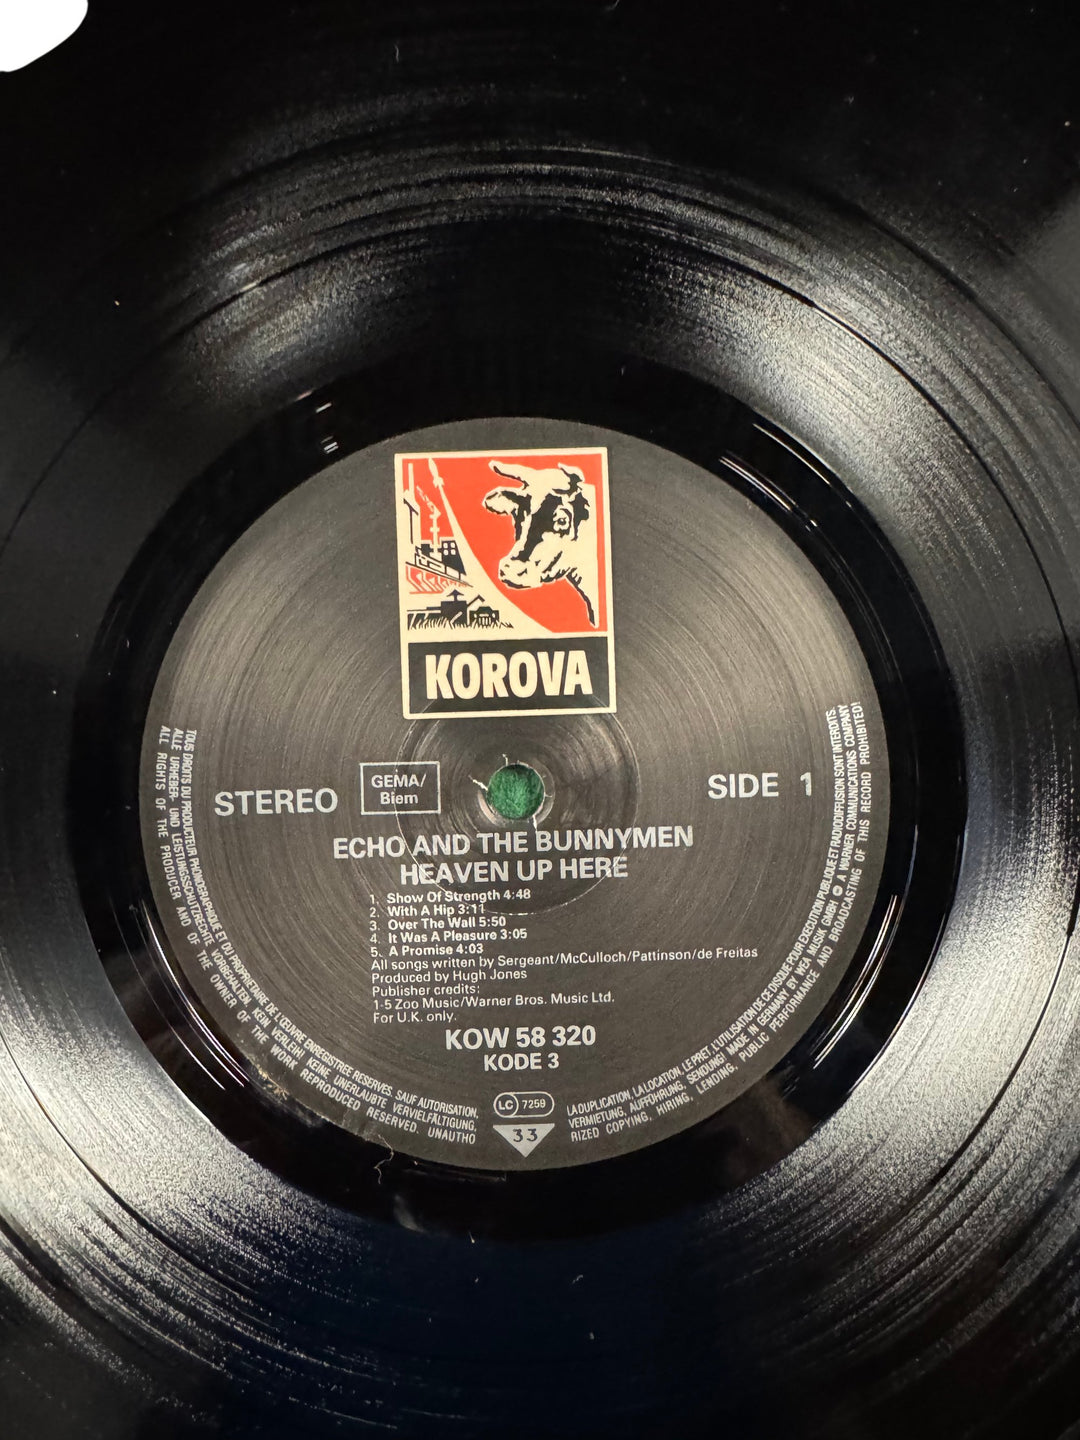 KOROVA
STEREO
GEMA/
Biem
SIDE 1
ECHO AND THE BUNNYMEN
HEAVEN UP HERE
1. Show Of Strength 4:48
2. With A Hip 3:11
3. Over The Wall 5:50
4. It Was A Pleasure 3:05
5. A Promise 4:03
All songs written by Sergeant/McCulloch/Pattinson/de Freitas
Produced by Hugh Jones
Publisher credits:
1-5 Zoo Music/Warner Bros. Music Ltd.
For U.K. only.
KOW 58 320
KODE 3
LC 7259
33
TOUS DROITS DU PRODUCTEUR PHONOGRAPHIQUE ET DU PROPRIETAIRE DE L'ŒUVRE ENREGISTREE RESERVES. SAUF AUTORISATION,
LA DUPLICATION, LA LOCATION, LE PRET, L'UTILISATION DE CE DISQUE POUR EXECUTION PUBLIQUE ET RADIODIFFUSION SONT INTERDITS.
ALLE URHEBER- UND LEISTUNGSSCHUTZRECHTE VORBEHALTEN. KEIN VERLEIH! KEINE UNERLAUBTE VERVIELFÄLTIGUNG,
VERMIETUNG, AUFFÜHRUNG, SENDUNG! MADE IN GERMANY BY WEA MUSIK GMBH A WARNER COMMUNICATIONS COMPANY
ALL RIGHTS OF THE PRODUCER AND OF THE OWNER OF THE WORK REPRODUCED RESERVED. UNAUTHO
RIZED COPYING, HIRING, LENDING, PUBLIC PERFORMANCE AND BROADCASTING OF THIS RECORD PROHIBITED!